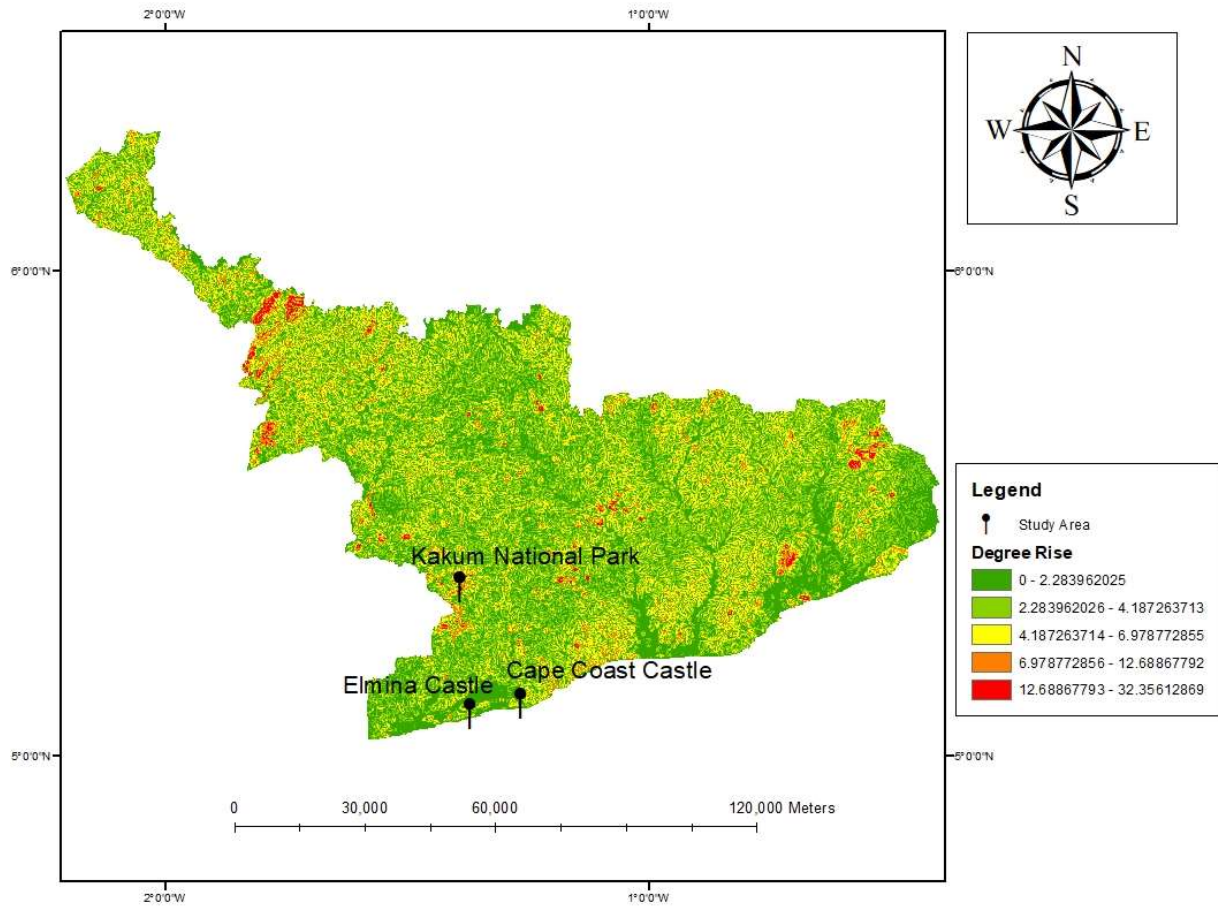 2°0'0"W
1°0'0"W
N
W
E
S
6°0'0"N
6°0'0"N
Legend
Study Area
Degree Rise
0 - 2.283962025
2.283962026 - 4.187263713
4.187263714 - 6.978772855
6.978772856 - 12.68867792
12.68867793 - 32.35612869
Kakum National Park
Cape Coast Castle
Elmina Castle
5°0'0"N
5°0'0"N
0 30,000 60,000 120,000 Meters
2°0'0"W
1°0'0"W